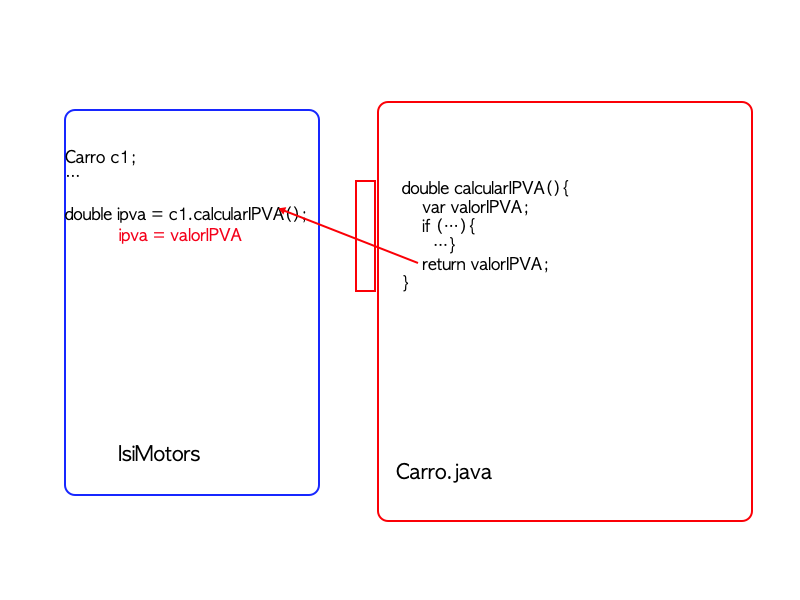 Carro c1;
...
double ipva = c1.calcularIPVA();
ipva = valorIPVA
IsiMotors
double calcularIPVA(){
var valorIPVA;
if (...){
...}
return valorIPVA;
}
Carro.java